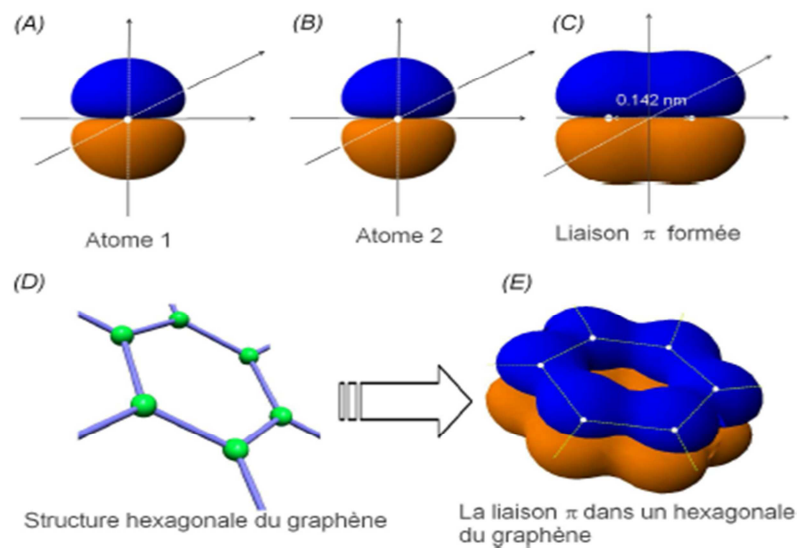 (A)
(B)
(C)
0.142 nm
Atome 1
Atome 2
Liaison π formée
(D)
(E)
Structure hexagonale du graphène
La liaison π dans un hexagonale
du graphène